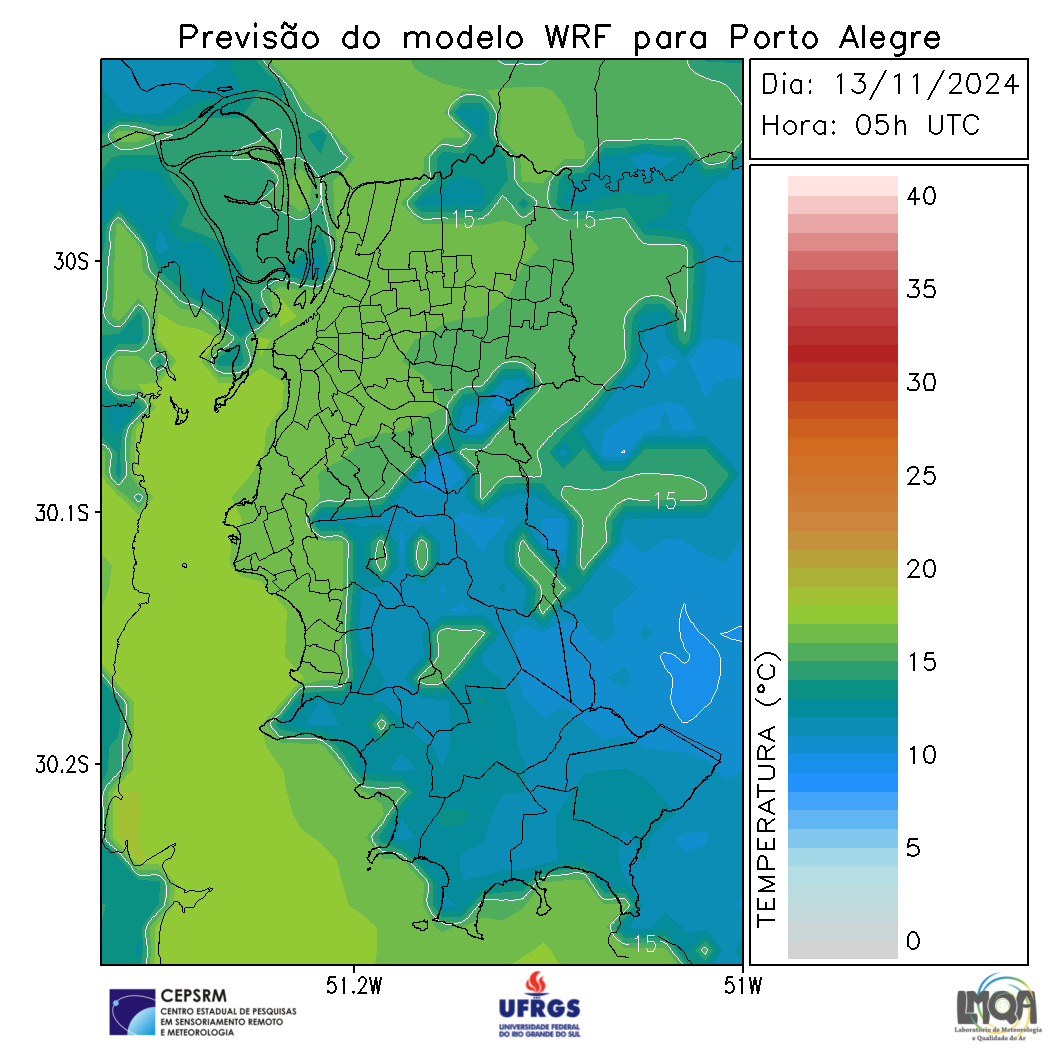 Previsão do modelo WRF para Porto Alegre
Dia: 13/11/2024
Hora: 05h UTC
40
35
30
25
20
15
10
5
0
TEMPERATURA (°C)
30S
30.1S
30.2S
51.2W
51W
15
15
15
15
CEPSRM
CENTRO ESTADUAL DE PESQUISAS
EM SENSORIAMENTO REMOTO
E METEOROLOGIA
UFRGS
UNIVERSIDADE FEDERAL
DO RIO GRANDE DO SUL
LMQA
Laboratório de Meteorologia
e Qualidade do Ar